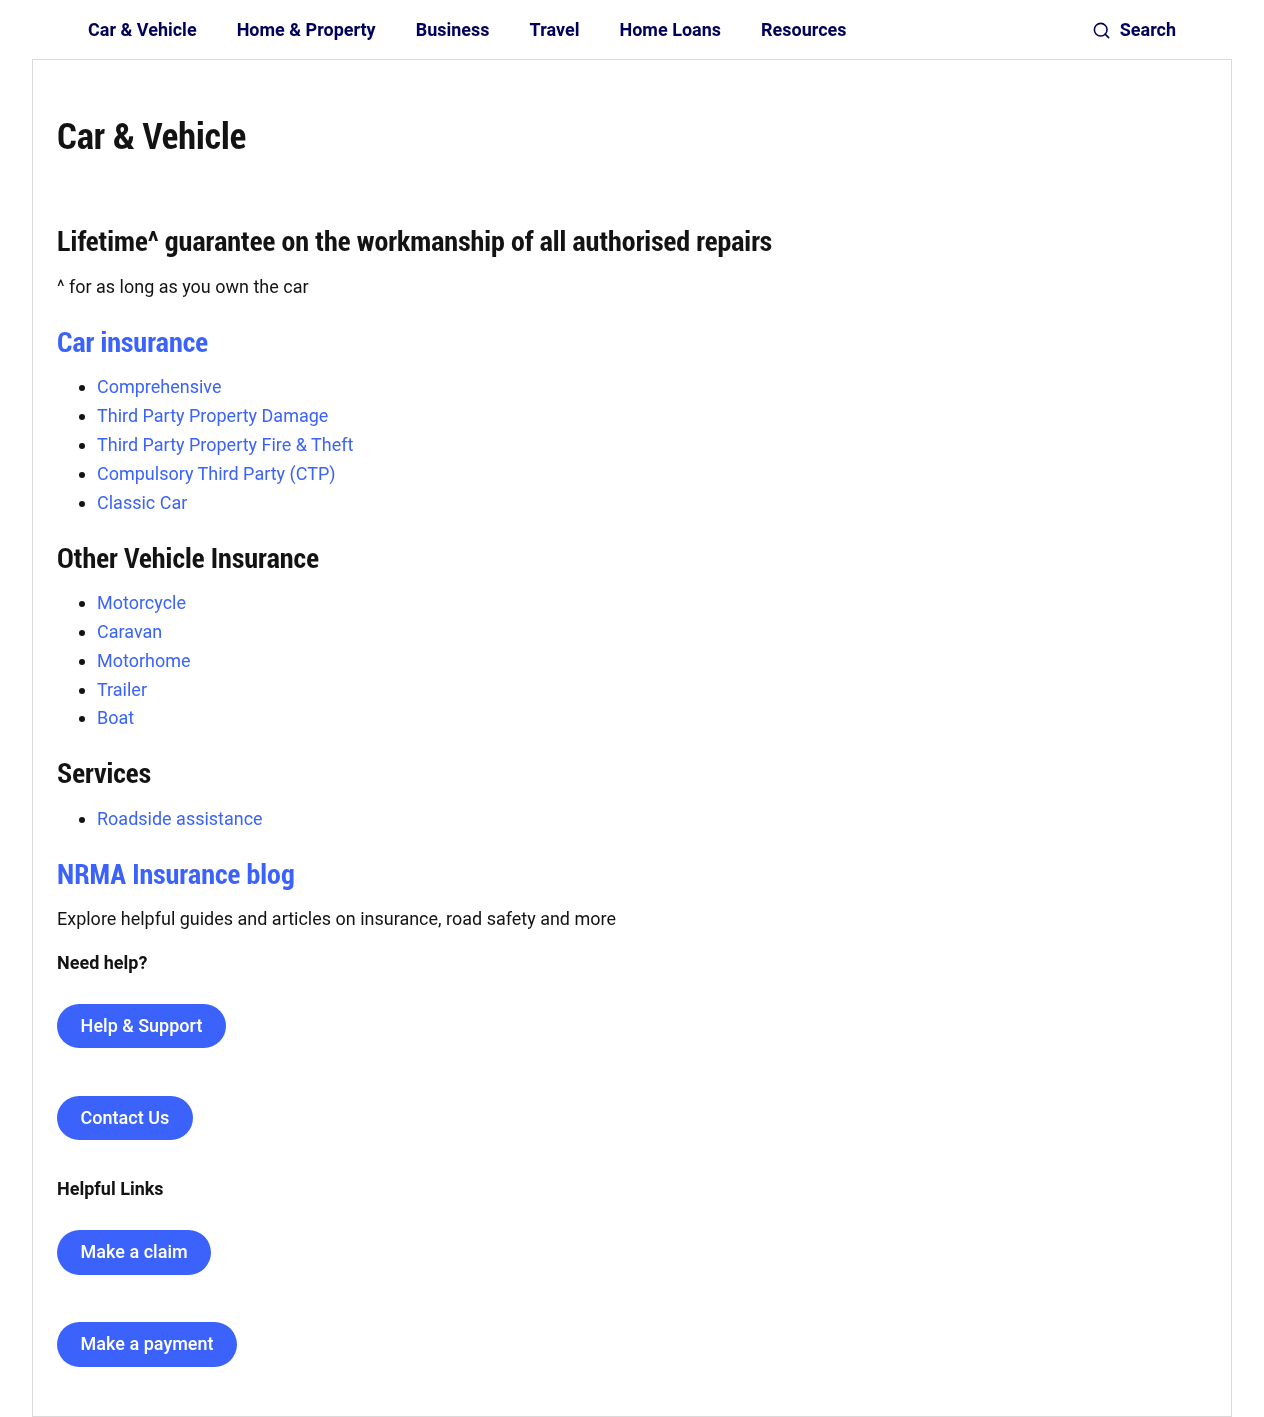 Car & Vehicle Home & Property Business Travel Home Loans Resources Search
Car & Vehicle
Lifetime^ guarantee on the workmanship of all authorised repairs
^ for as long as you own the car
Car insurance
Comprehensive
Third Party Property Damage
Third Party Property Fire & Theft
Compulsory Third Party (CTP)
Classic Car
Other Vehicle Insurance
Motorcycle
Caravan
Motorhome
Trailer
Boat
Services
Roadside assistance
NRMA Insurance blog
Explore helpful guides and articles on insurance, road safety and more
Need help?
Help & Support
Contact Us
Helpful Links
Make a claim
Make a payment